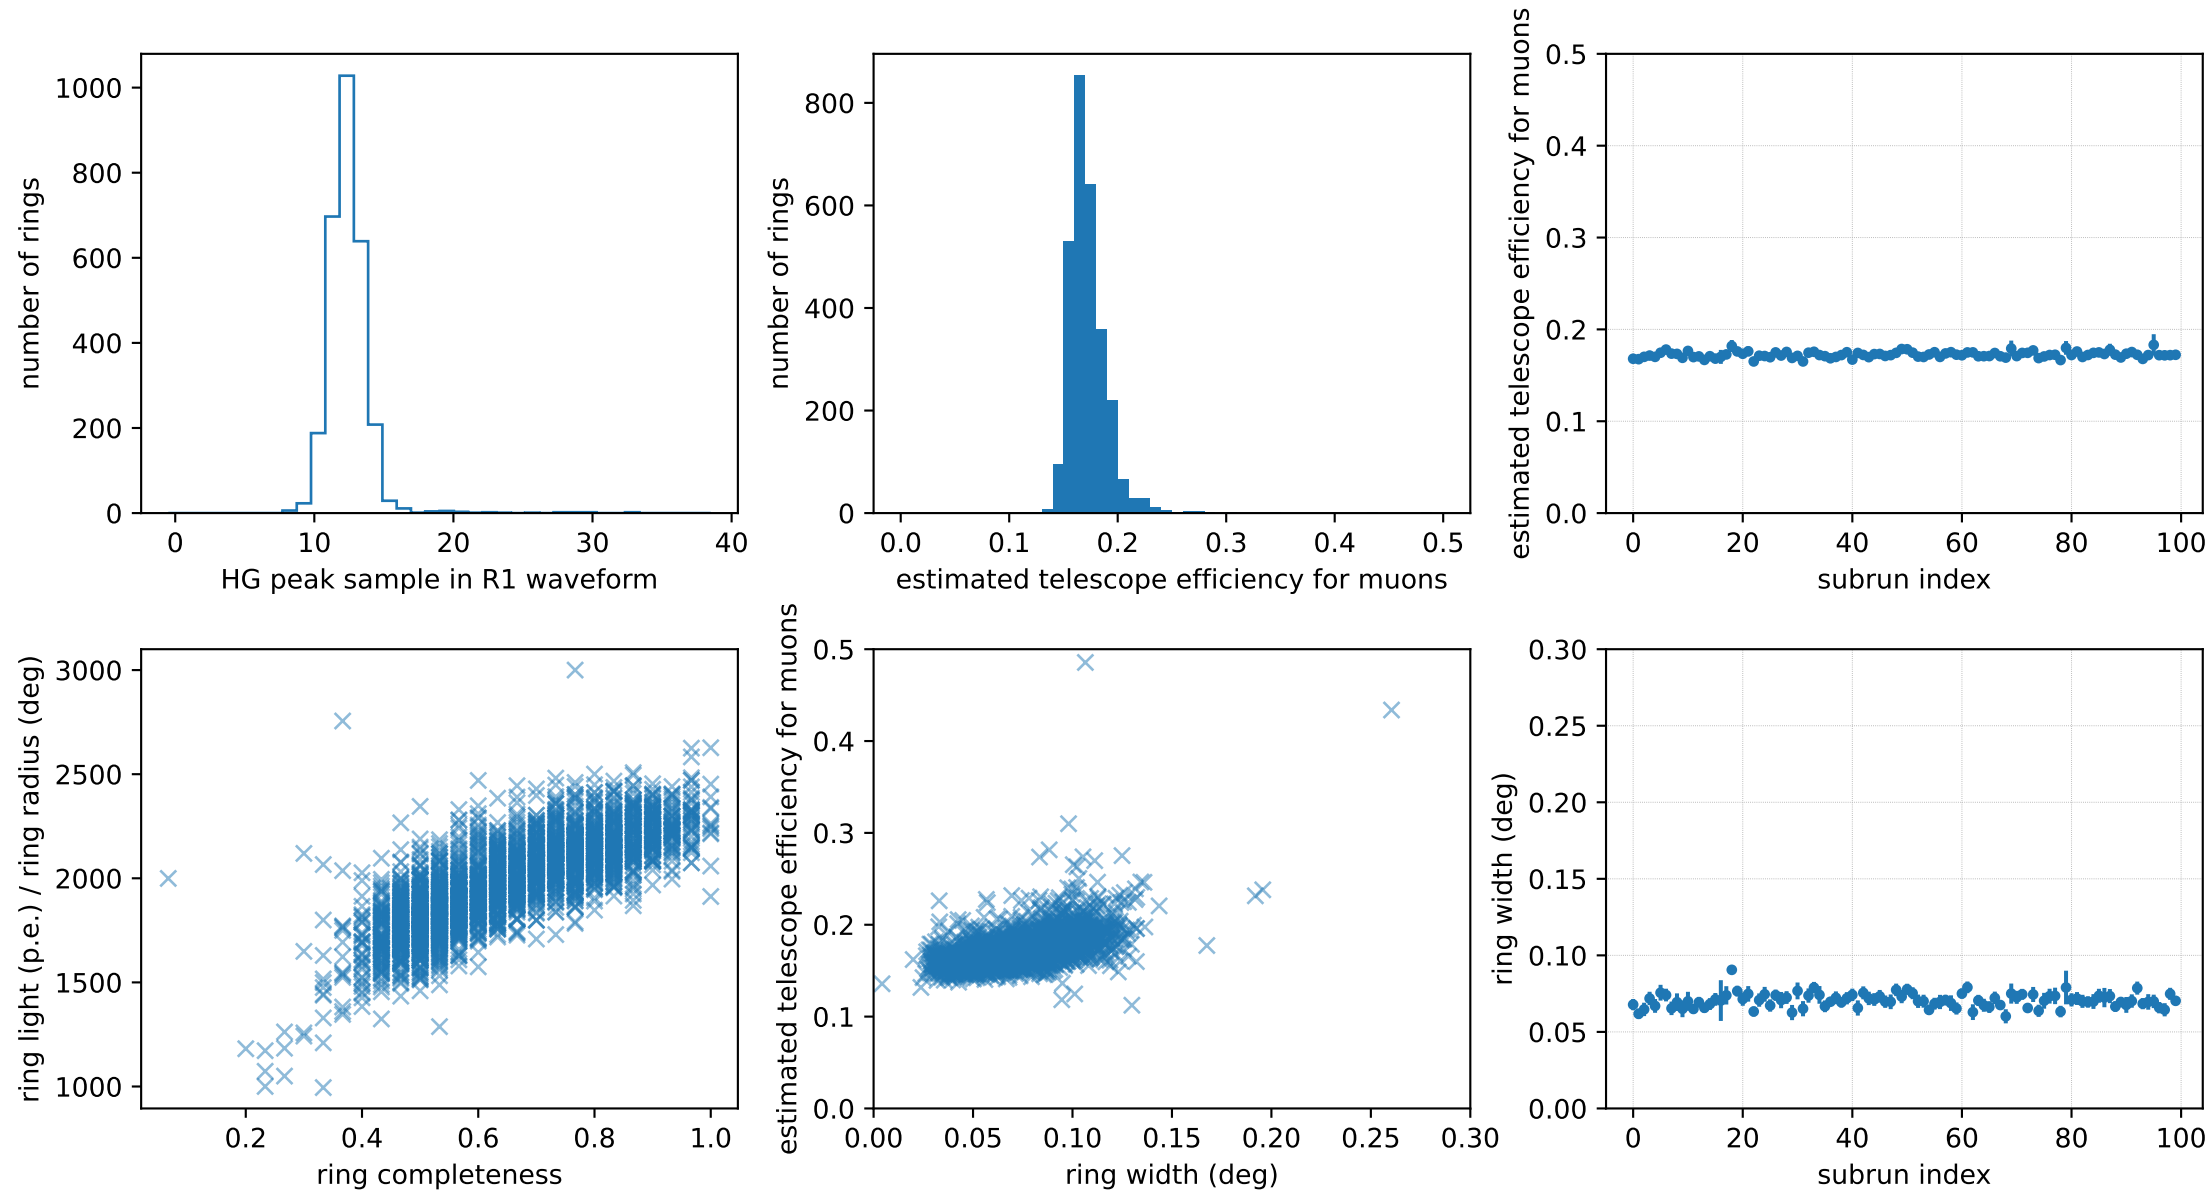 1000
800
600
400
200
0
number of rings
0 10 20 30 40
HG peak sample in R1 waveform
800
600
400
200
0
number of rings
0.0 0.1 0.2 0.3 0.4 0.5
estimated telescope efficiency for muons
0.5
0.4
0.3
0.2
0.1
0.0
estimated telescope efficiency for muons
0 20 40 60 80 100
subrun index
3000
2500
2000
1500
1000
ring light (p.e.) / ring radius (deg)
0.2 0.4 0.6 0.8 1.0
ring completeness
0.5
0.4
0.3
0.2
0.1
0.0
estimated telescope efficiency for muons
0.00 0.05 0.10 0.15 0.20 0.25 0.30
ring width (deg)
0.30
0.25
0.20
0.15
0.10
0.05
0.00
ring width (deg)
0 20 40 60 80 100
subrun index